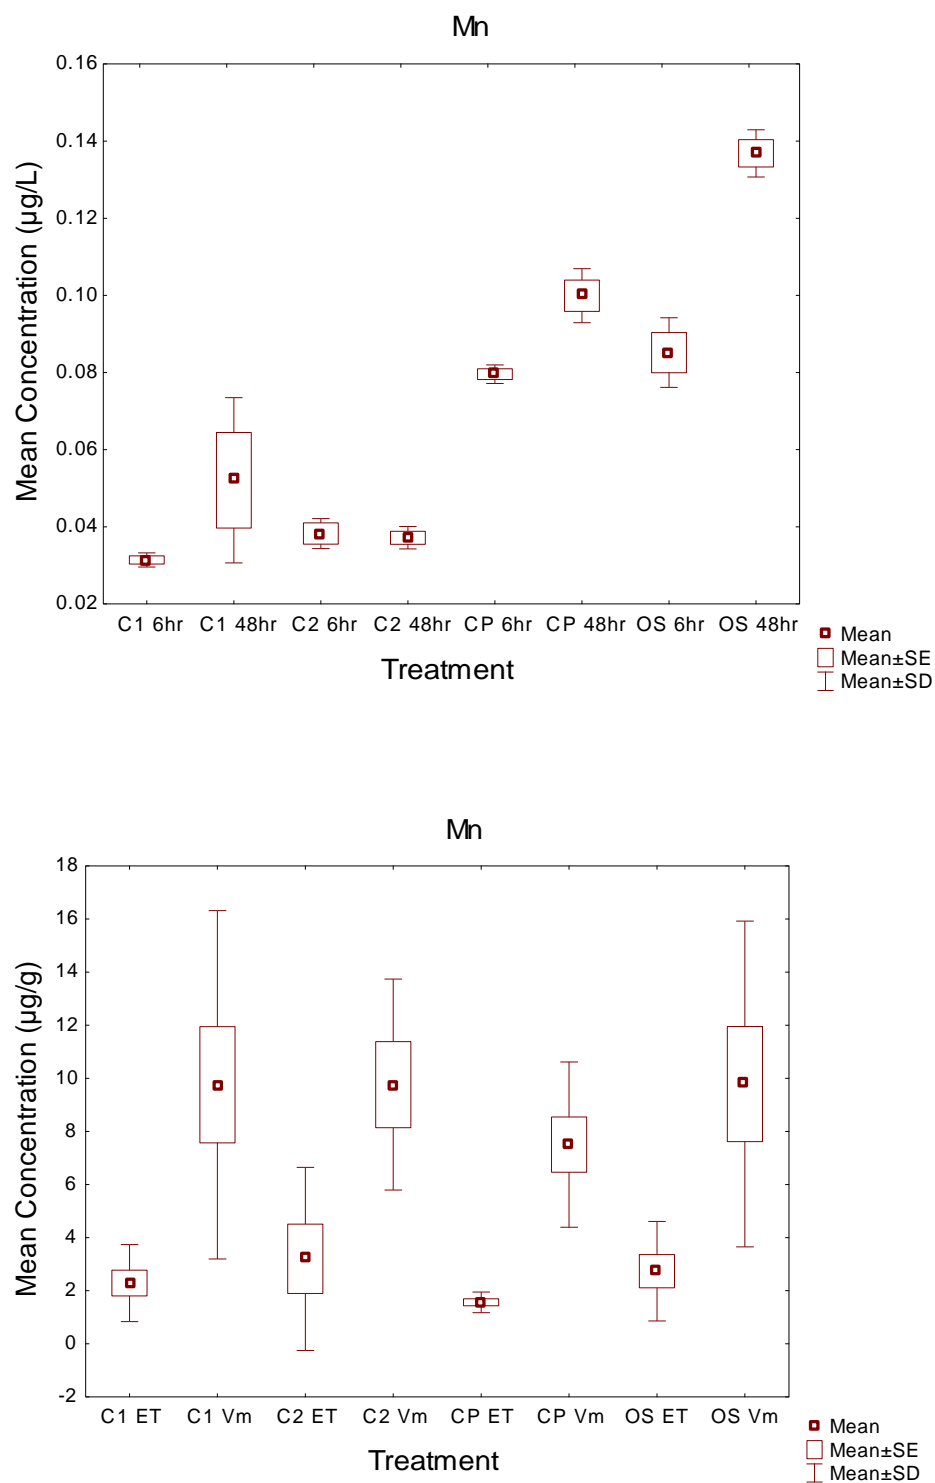 Mn
0.16
0.14
0.12
0.10
0.08
0.06
0.04
0.02
Mean Concentration (µg/L)
C1 6hr C1 48hr C2 6hr C2 48hr CP 6hr CP 48hr OS 6hr OS 48hr
Treatment
Mean
Mean±SE
Mean±SD
Mn
18
16
14
12
10
8
6
4
2
0
-2
Mean Concentration (µg/g)
C1 ET C1 Vm C2 ET C2 Vm CP ET CP Vm OS ET OS Vm
Treatment
Mean
Mean±SE
Mean±SD